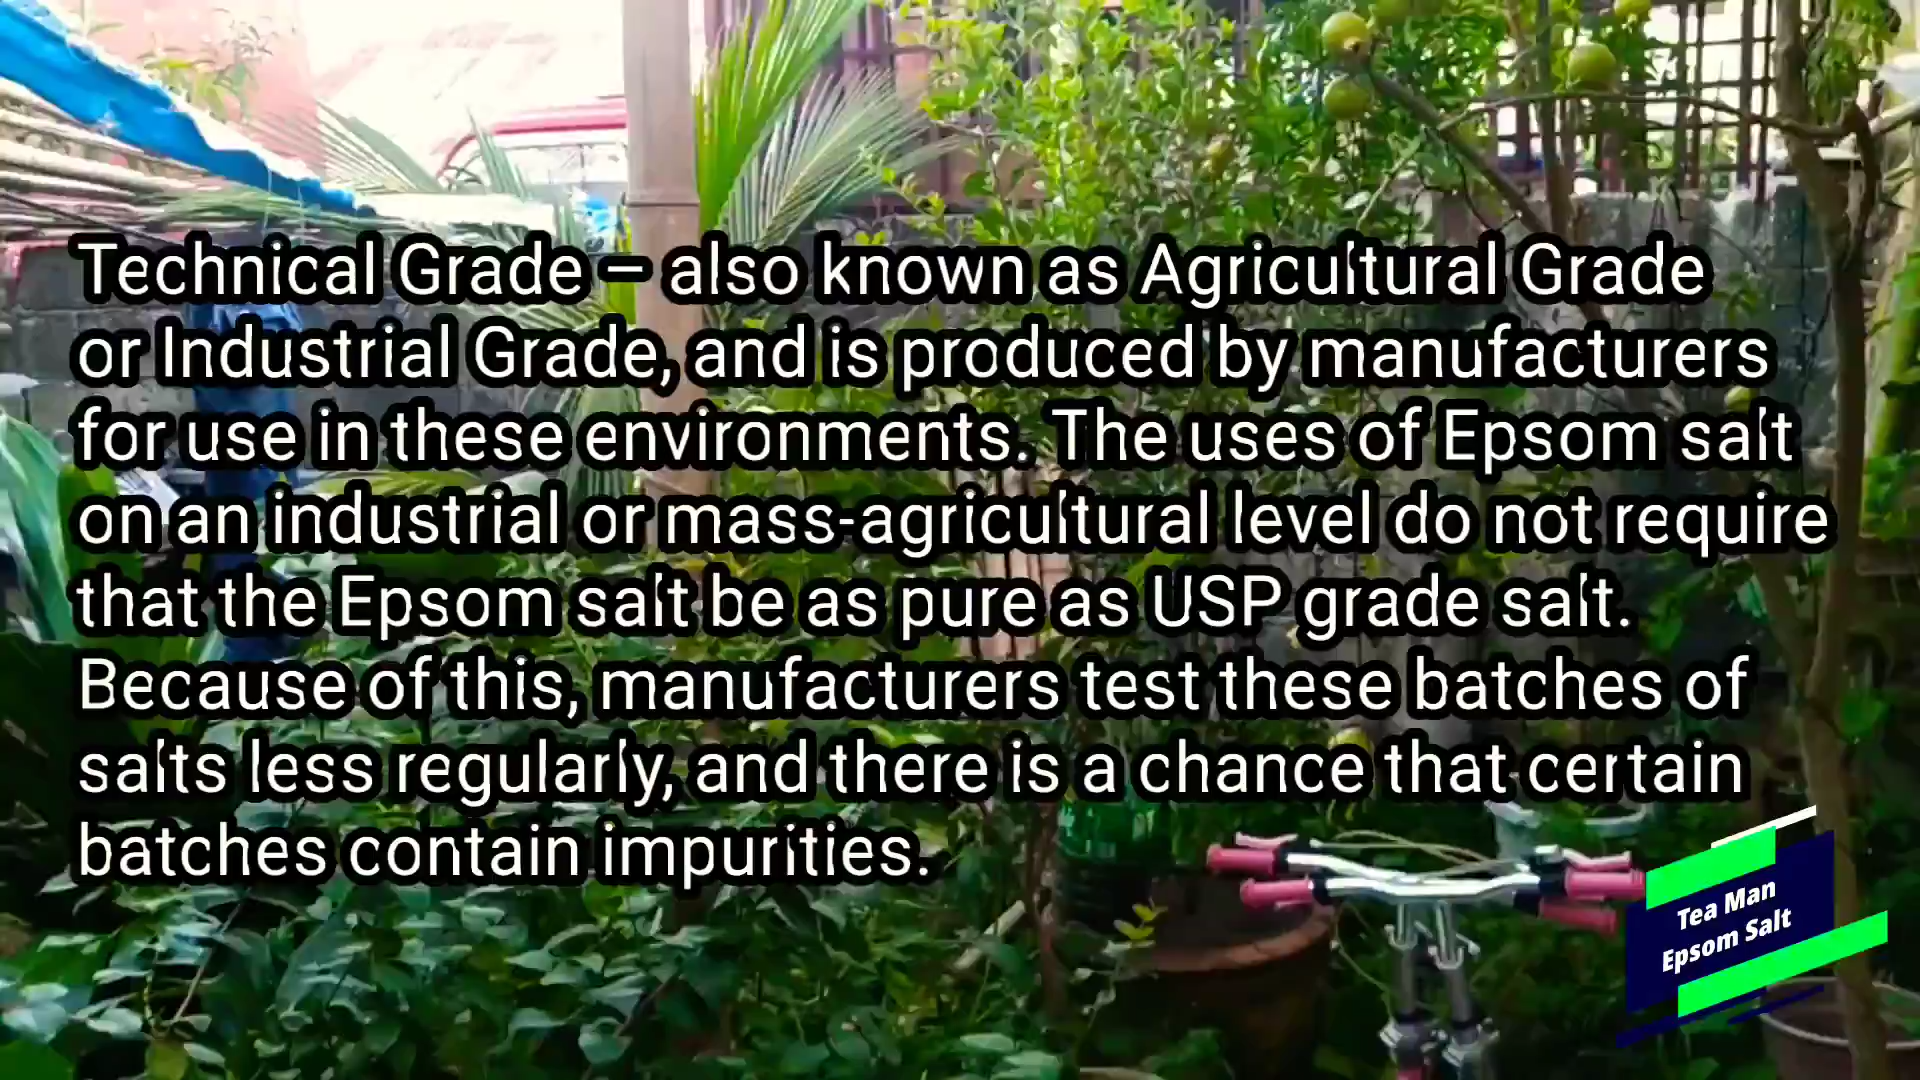 Technical Grade – also known as Agricultural Grade
or Industrial Grade, and is produced by manufacturers
for use in these environments. The uses of Epsom salt
on an industrial or mass-agricultural level do not require
that the Epsom salt be as pure as USP grade salt.
Because of this, manufacturers test these batches of
salts less regularly, and there is a chance that certain
batches contain impurities.
Tea Man
Epsom Salt